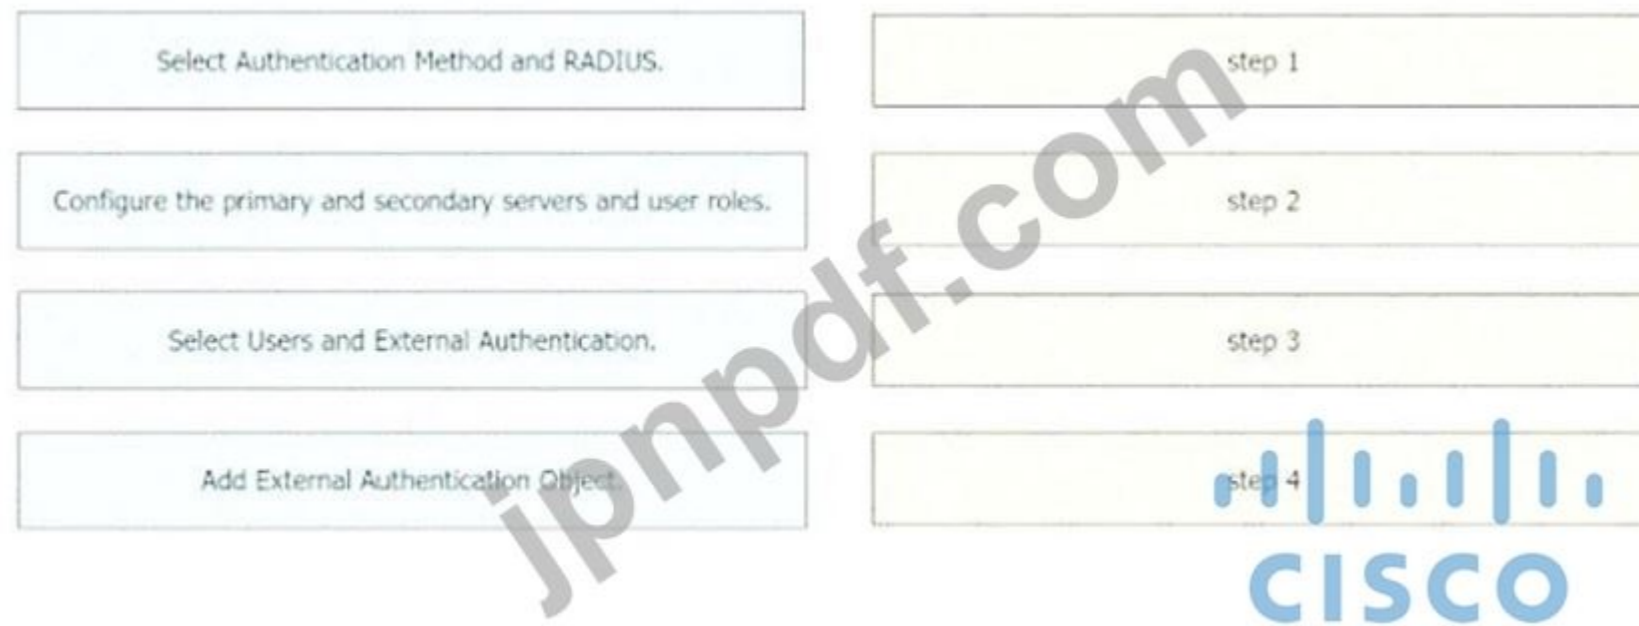 Select Authentication Method and RADIUS.
step 1
Configure the primary and secondary servers and user roles.
step 2
Select Users and External Authentication.
step 3
Add External Authentication Object.
step 4
jpnpdf.com
CISCO